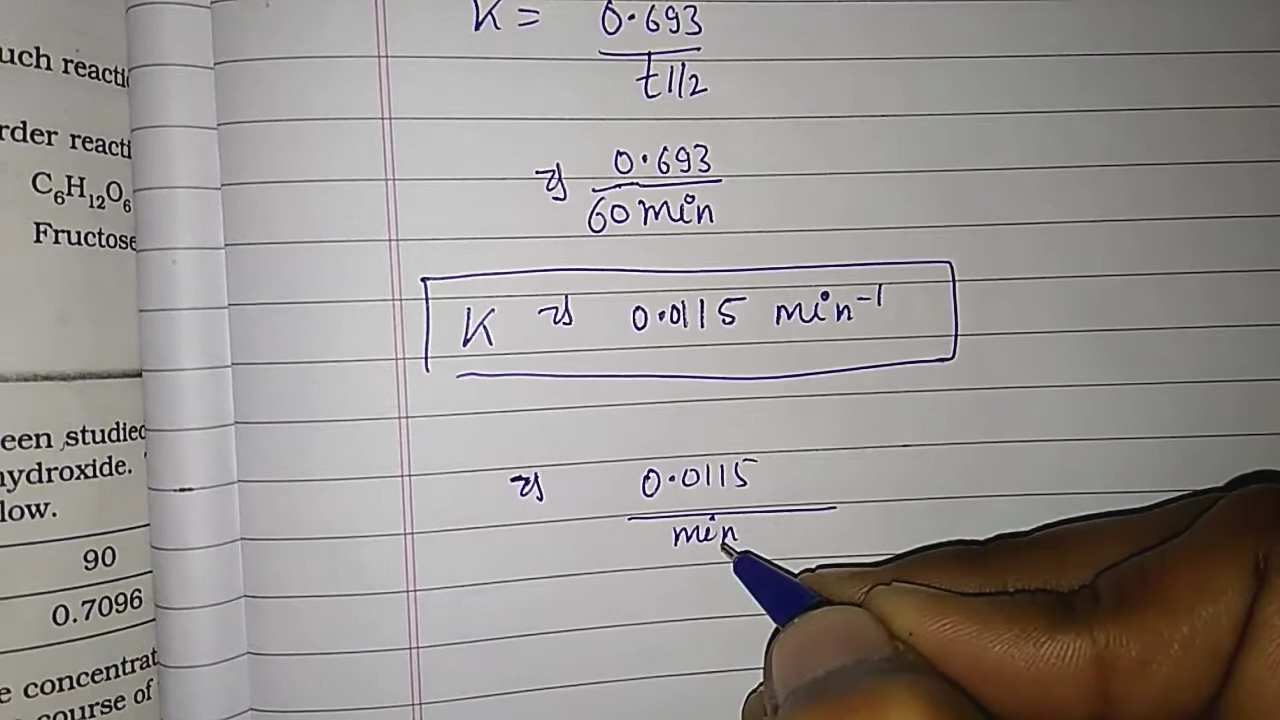 uch reacti
rder reacti
C₆H₁₂O₆
Fructose
een studied
hydroxide.
low.
90
0.7096
e concentrat
course of
K = 0.693
t1/2
⇒ 0.693
60 min
K ⇒ 0.0115 min⁻¹
⇒ 0.0115
min